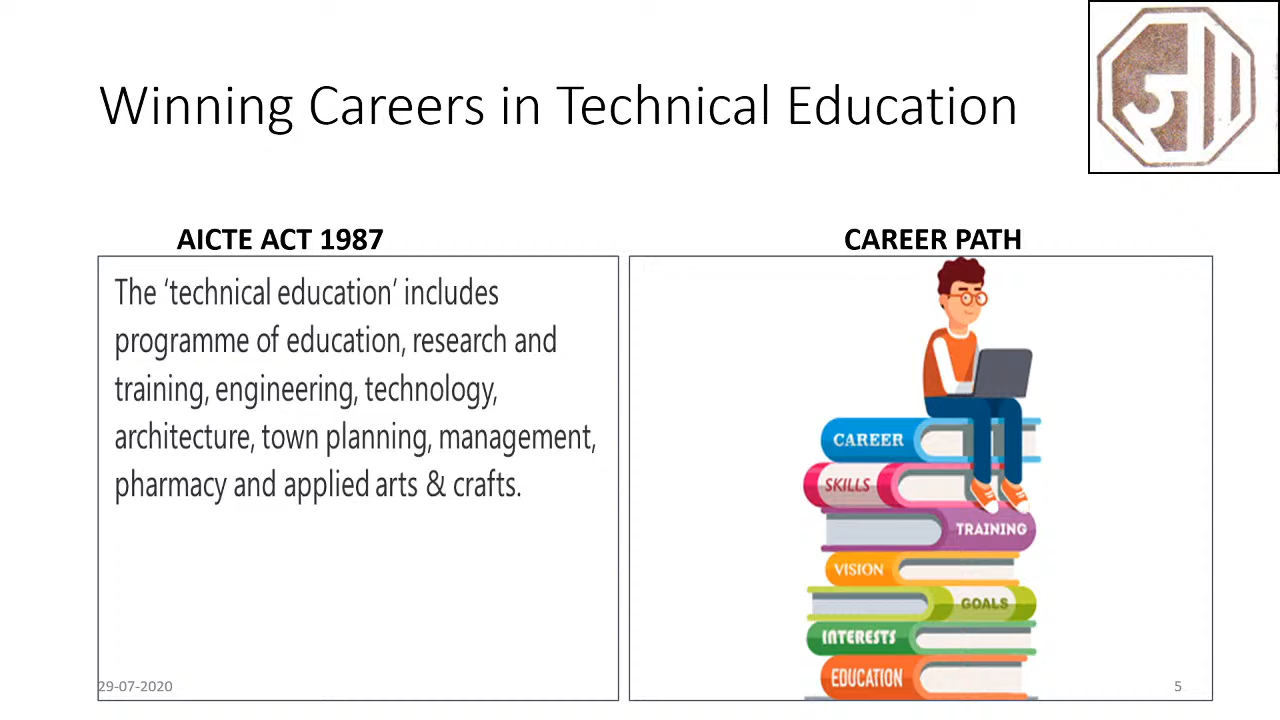 Winning Careers in Technical Education
AICTE ACT 1987
The ‘technical education’ includes
programme of education, research and
training, engineering, technology,
architecture, town planning, management,
pharmacy and applied arts & crafts.
CAREER PATH
CAREER
SKILLS
TRAINING
VISION
GOALS
INTERESTS
EDUCATION
29-07-2020
5